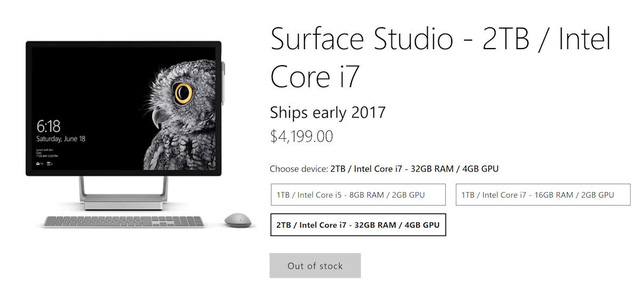 Surface Studio - 2TB / Intel
Core i7
Ships early 2017
$4,199.00
Choose device: 2TB / Intel Core i7 - 32GB RAM / 4GB GPU
1TB / Intel Core i5 - 8GB RAM / 2GB GPU
1TB / Intel Core i7 - 16GB RAM / 2GB GPU
2TB / Intel Core i7 - 32GB RAM / 4GB GPU
Out of stock
6:18
Saturday, June 18